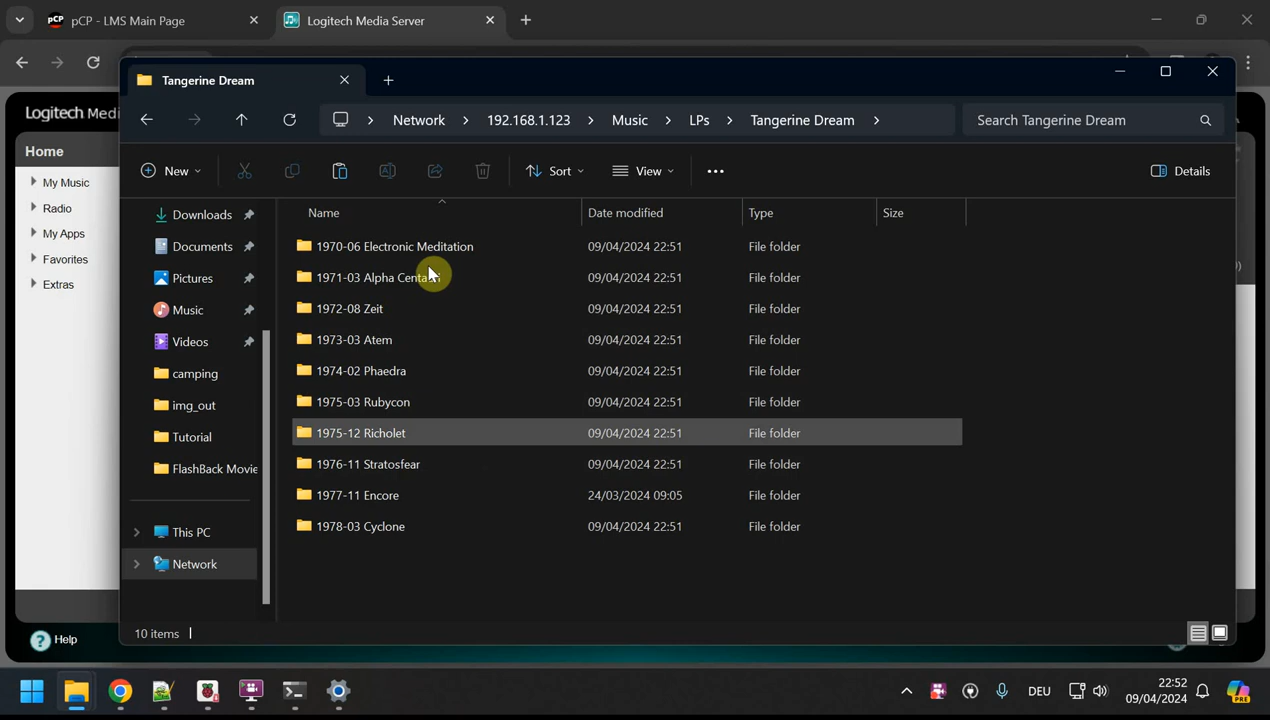 pCP - LMS Main Page
Logitech Media Server
Logitech Medi
Tangerine Dream
Network
192.168.1.123
Music
LPs
Tangerine Dream
Search Tangerine Dream
Home
New
Sort
View
Details
My Music
Radio
My Apps
Favorites
Extras
Downloads
Documents
Pictures
Music
Videos
camping
img_out
Tutorial
FlashBack Movie
This PC
Network
Name Date modified Type Size
1970-06 Electronic Meditation 09/04/2024 22:51 File folder
1971-03 Alpha Centa 09/04/2024 22:51 File folder
1972-08 Zeit 09/04/2024 22:51 File folder
1973-03 Atem 09/04/2024 22:51 File folder
1974-02 Phaedra 09/04/2024 22:51 File folder
1975-03 Rubycon 09/04/2024 22:51 File folder
1975-12 Richolet 09/04/2024 22:51 File folder
1976-11 Stratosfear 09/04/2024 22:51 File folder
1977-11 Encore 24/03/2024 09:05 File folder
1978-03 Cyclone 09/04/2024 22:51 File folder
10 items
Help
DEU
22:52
09/04/2024
PRE